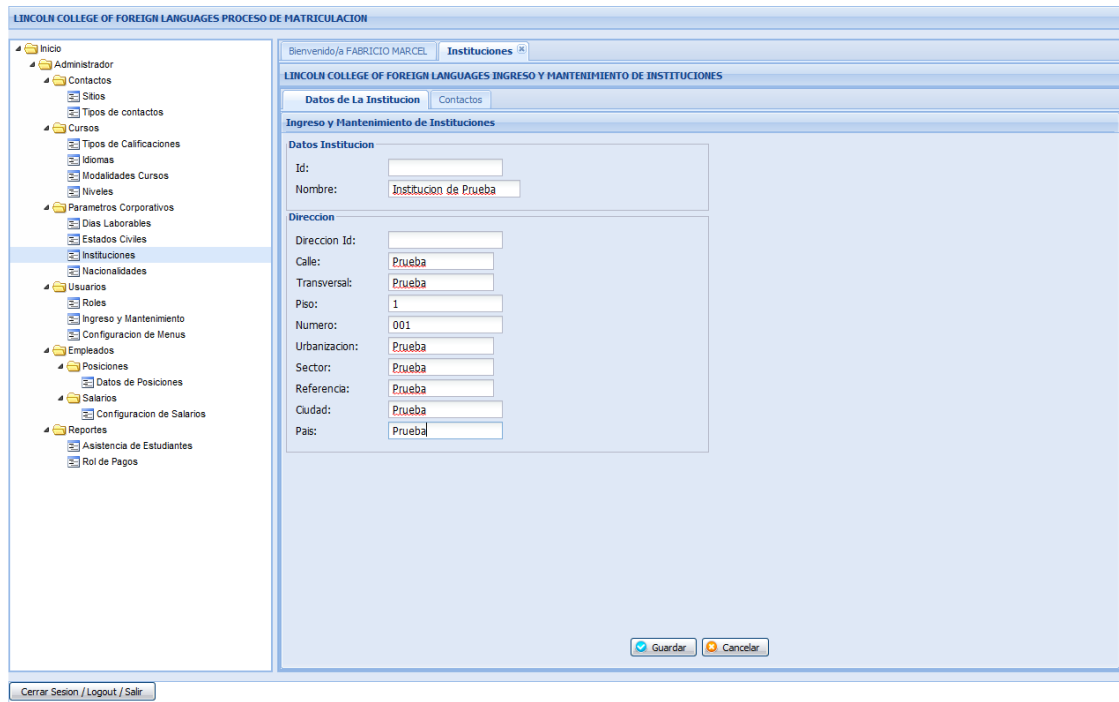 LINCOLN COLLEGE OF FOREIGN LANGUAGES PROCESO DE MATRICULACION
Inicio
Administrador
Contactos
Sitios
Tipos de contactos
Cursos
Tipos de Calificaciones
Idiomas
Modalidades Cursos
Niveles
Parametros Corporativos
Dias Laborables
Estados Civiles
Instituciones
Nacionalidades
Usuarios
Roles
Ingreso y Mantenimiento
Configuracion de Menus
Empleados
Posiciones
Datos de Posiciones
Salarios
Configuracion de Salarios
Reportes
Asistencia de Estudiantes
Rol de Pagos
Bienvenido/a FABRICIO MARCEL Instituciones
LINCOLN COLLEGE OF FOREIGN LANGUAGES INGRESO Y MANTENIMIENTO DE INSTITUCIONES
Datos de La Institucion Contactos
Ingreso y Mantenimiento de Instituciones
Datos Institucion
Id:
Nombre: Institucion de Prueba
Direccion
Direccion Id:
Calle: Prueba
Transversal: Prueba
Piso: 1
Numero: 001
Urbanizacion: Prueba
Sector: Prueba
Referencia: Prueba
Ciudad: Prueba
Pais: Prueba
Guardar Cancelar
Cerrar Sesion / Logout / Salir